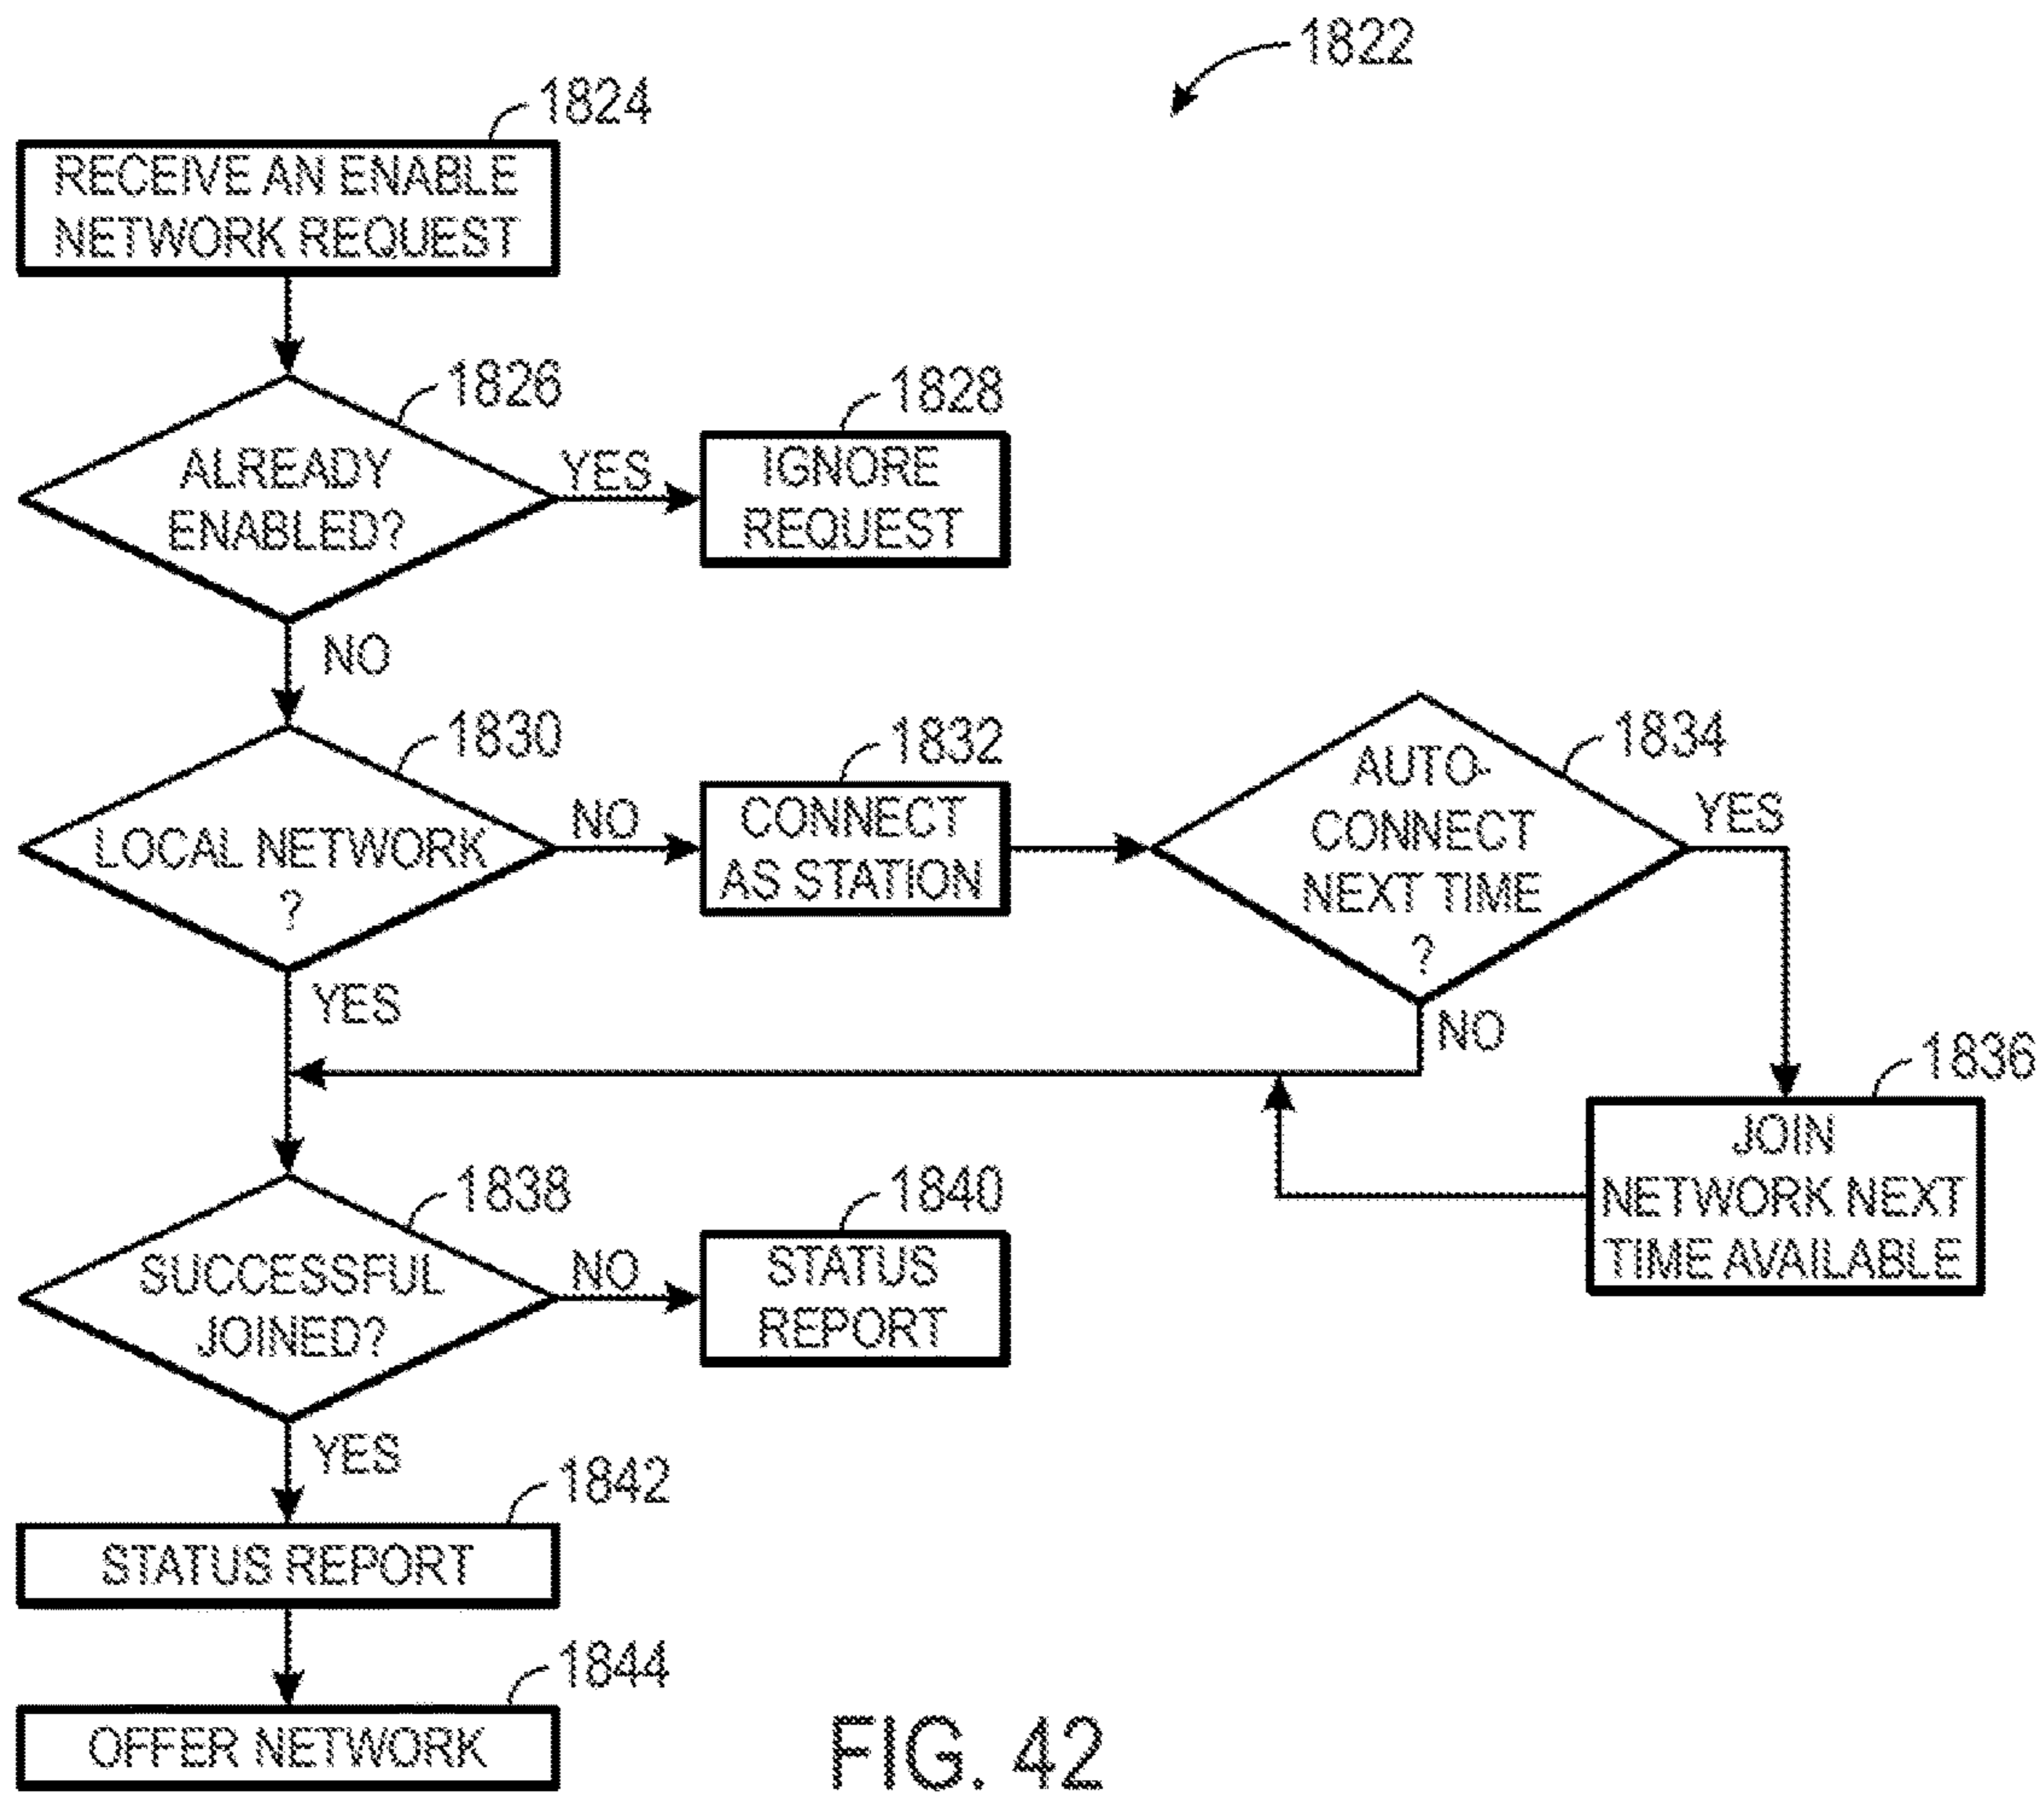 1822
1824
RECEIVE AN ENABLE
NETWORK REQUEST
1826
ALREADY
ENABLED?
YES
1828
IGNORE
REQUEST
NO
1830
LOCAL NETWORK
?
NO
1832
CONNECT
AS STATION
1834
AUTO-
CONNECT
NEXT TIME
?
YES
YES
NO
1836
JOIN
NETWORK NEXT
TIME AVAILABLE
1838
SUCCESSFUL
JOINED?
NO
1840
STATUS
REPORT
YES
1842
STATUS REPORT
1844
OFFER NETWORK
FIG. 42